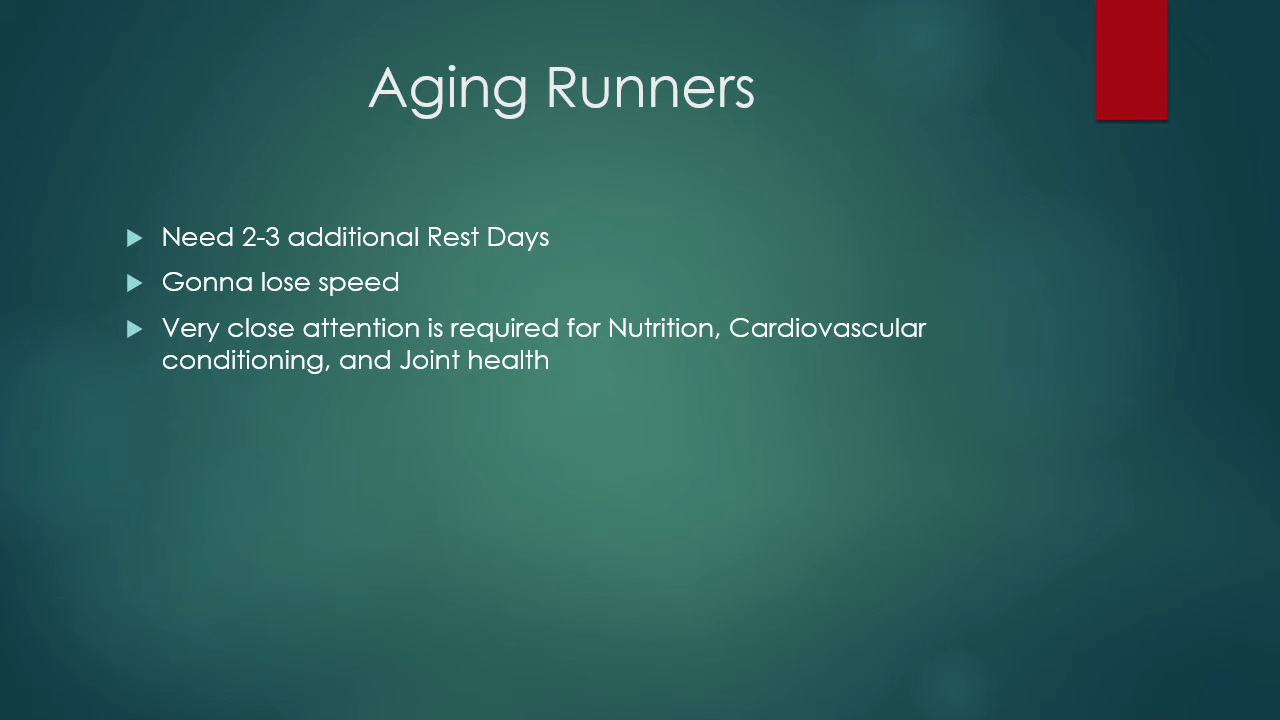 Aging Runners
Need 2-3 additional Rest Days
Gonna lose speed
Very close attention is required for Nutrition, Cardiovascular
conditioning, and Joint health